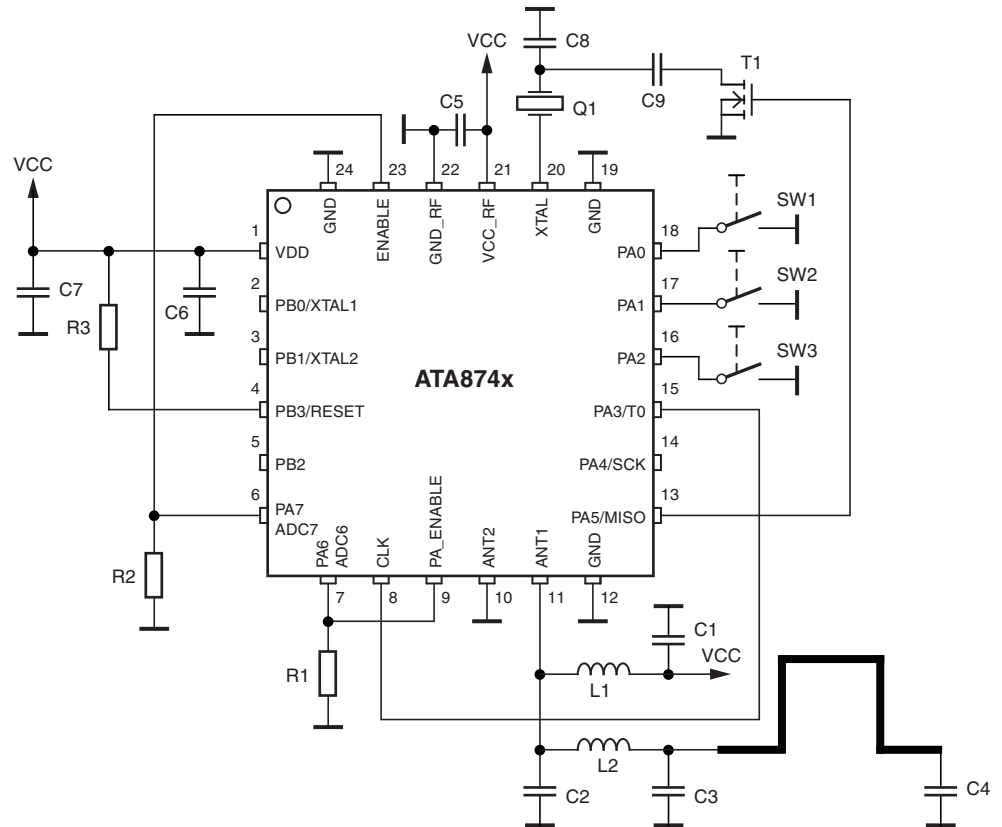 C8
VCC
T1
C5
Q1
C9
24
23
22
21
20
19
VCC
GND
ENABLE
GND_RF
VCC_RF
XTAL
GND
SW1
1
VDD
18
PA0
C7
C6
R3
2
PB0/XTAL1
17
PA1
SW2
3
PB1/XTAL2
16
PA2
SW3
ATA874x
4
PB3/RESET
15
PA3/T0
5
PB2
14
PA4/SCK
6
PA7
ADC7
13
PA5/MISO
PA6
ADC6
CLK
PA_ENABLE
ANT2
ANT1
GND
R2
7
8
9
10
11
12
R1
C1
VCC
L1
L2
C2
C3
C4